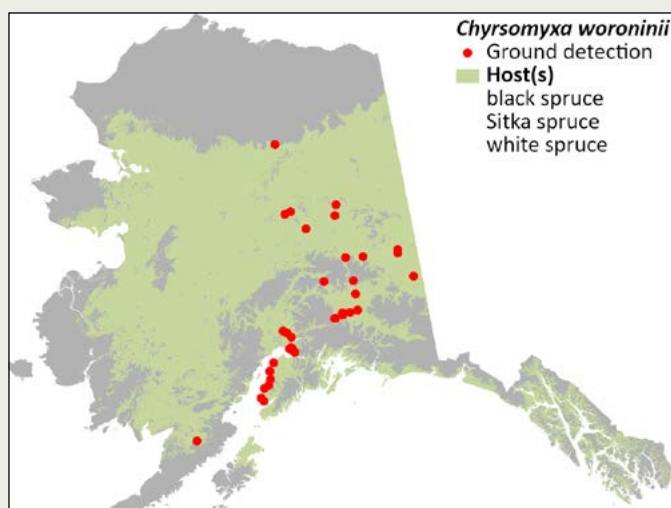 Chyrsomyxa woroninii
Ground detection
Host(s)
black spruce
Sitka spruce
white spruce